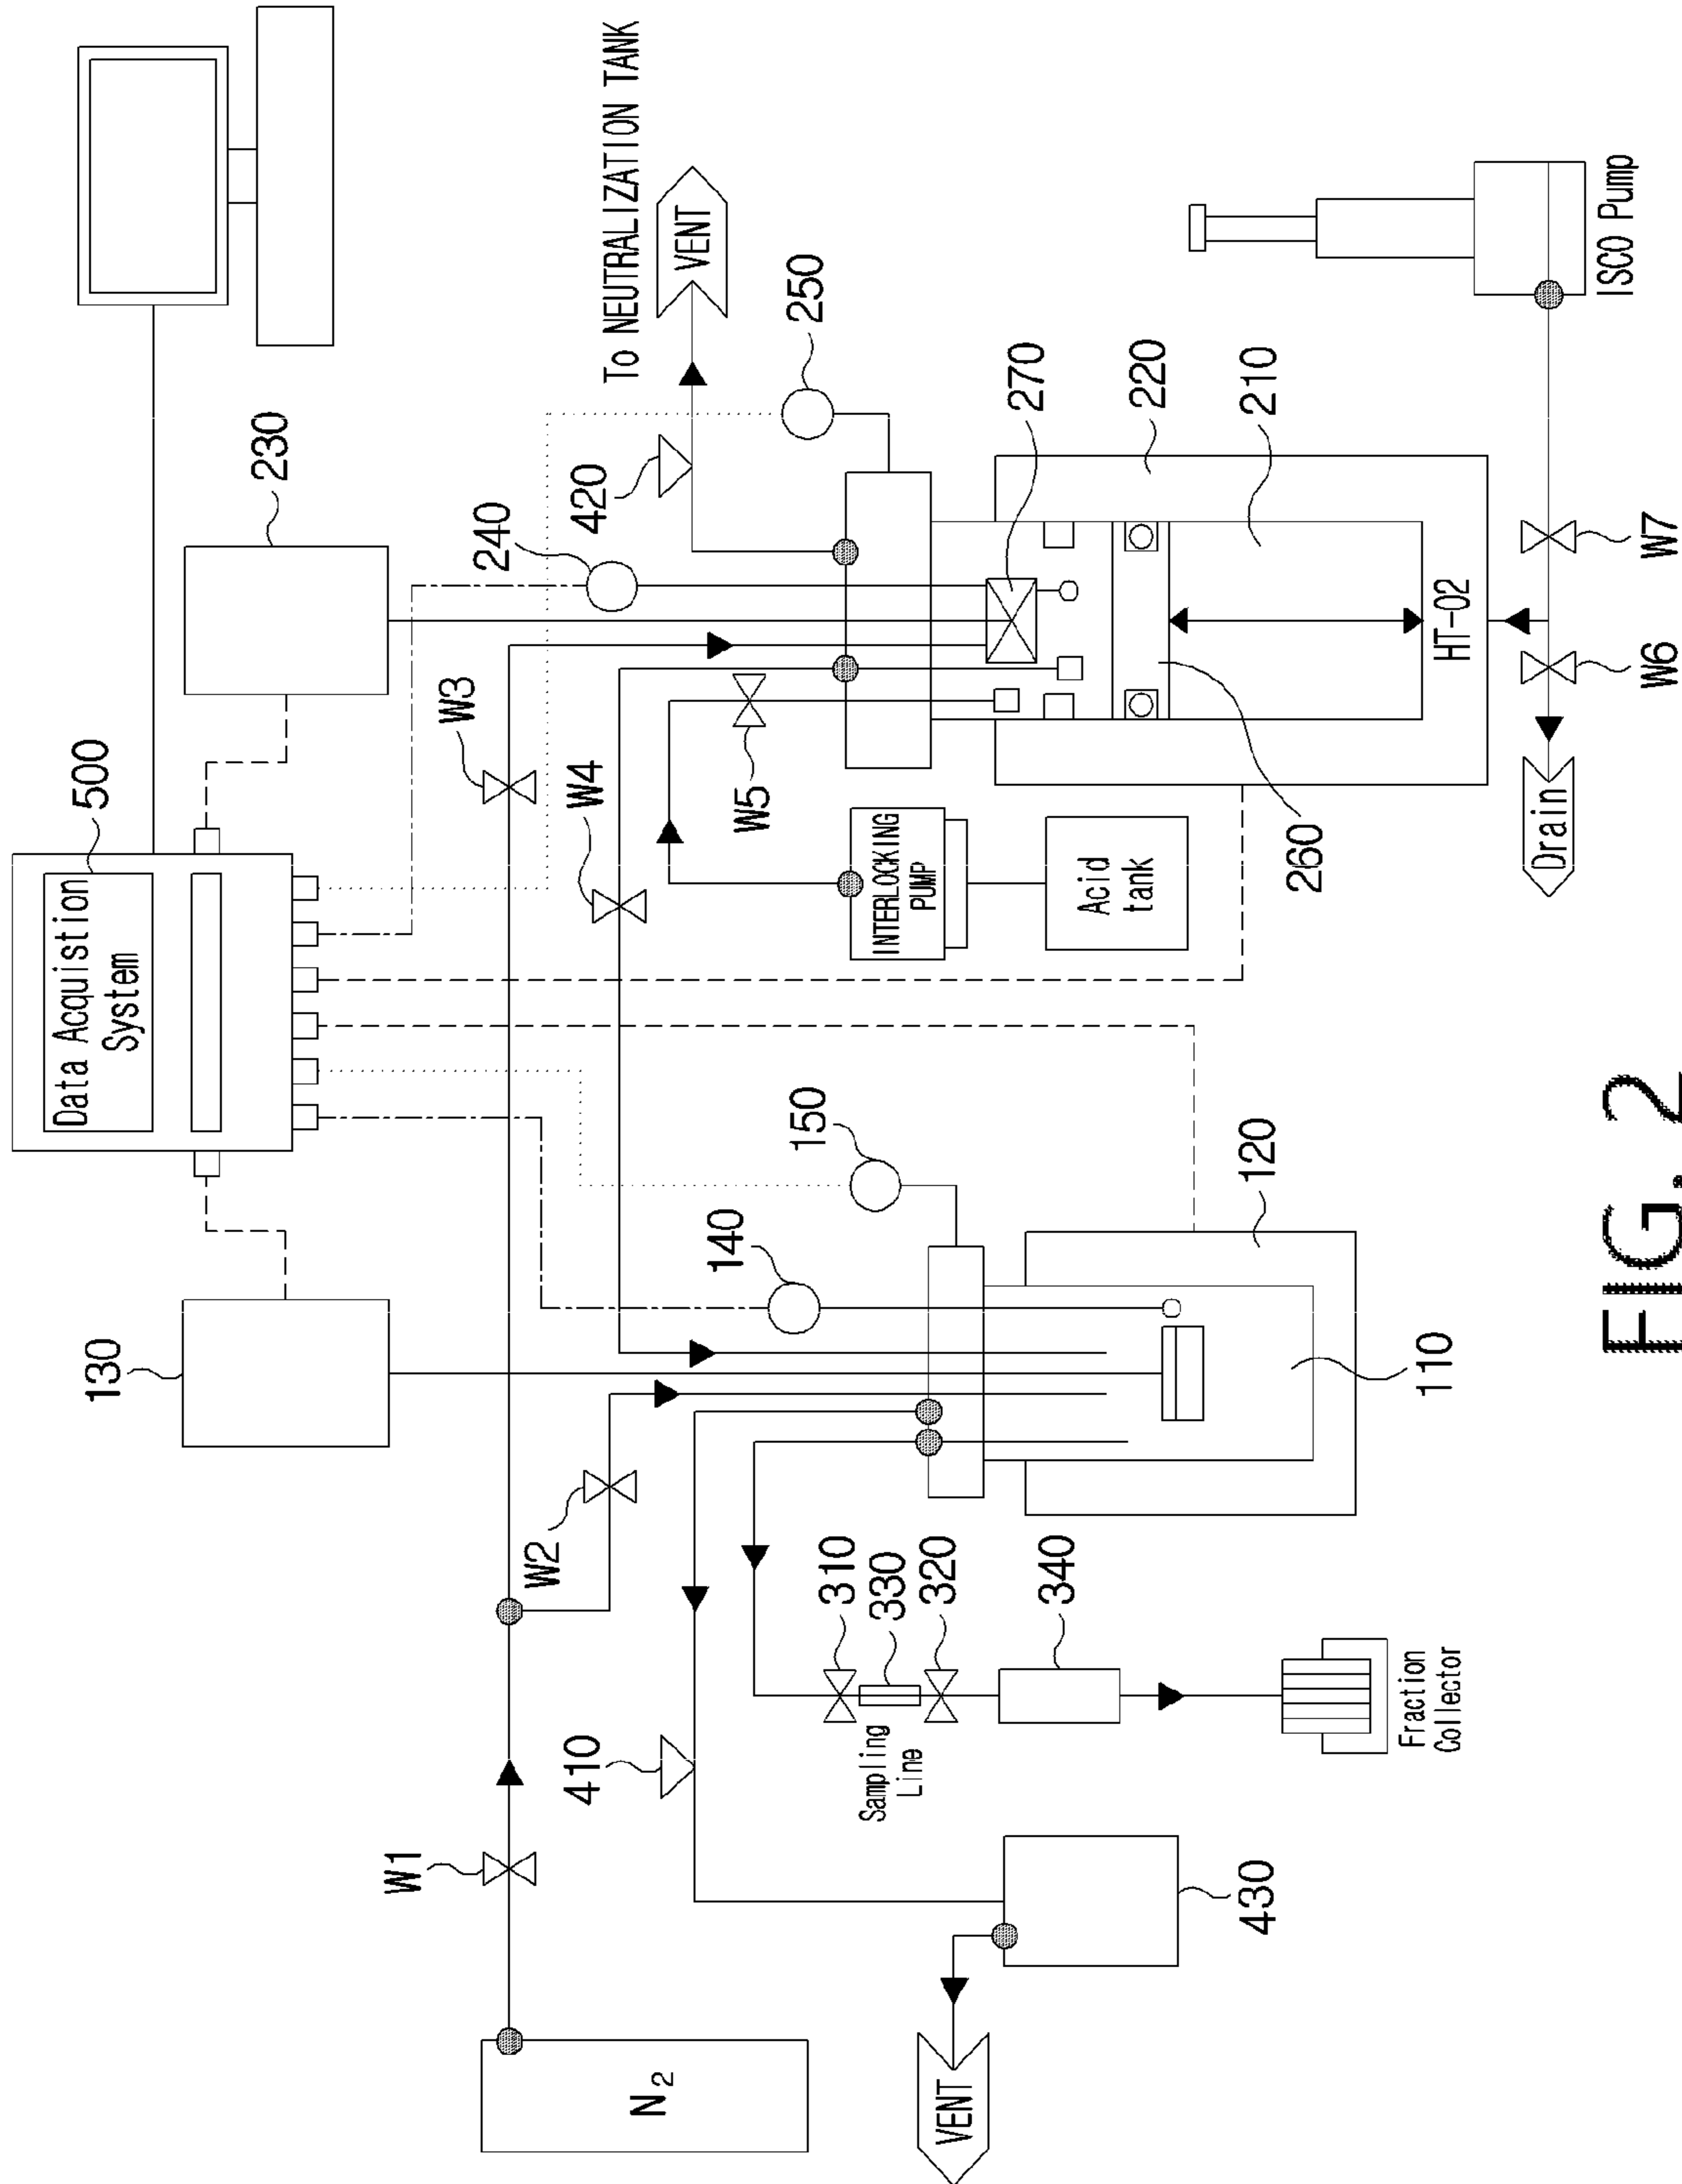 Data Acquistion
System
500
230
130
To NEUTRALIZATION TANK
VENT
W1
W2
W3
W4
W5
240
420
250
140
150
410
N₂
270
220
210
260
HT-02
INTERLOCKING
PUMP
Acid
tank
310
330
320
Sampling
Line
340
120
110
430
VENT
Fraction
Collector
W6
W7
Drain
ISCO Pump
FIG. 2